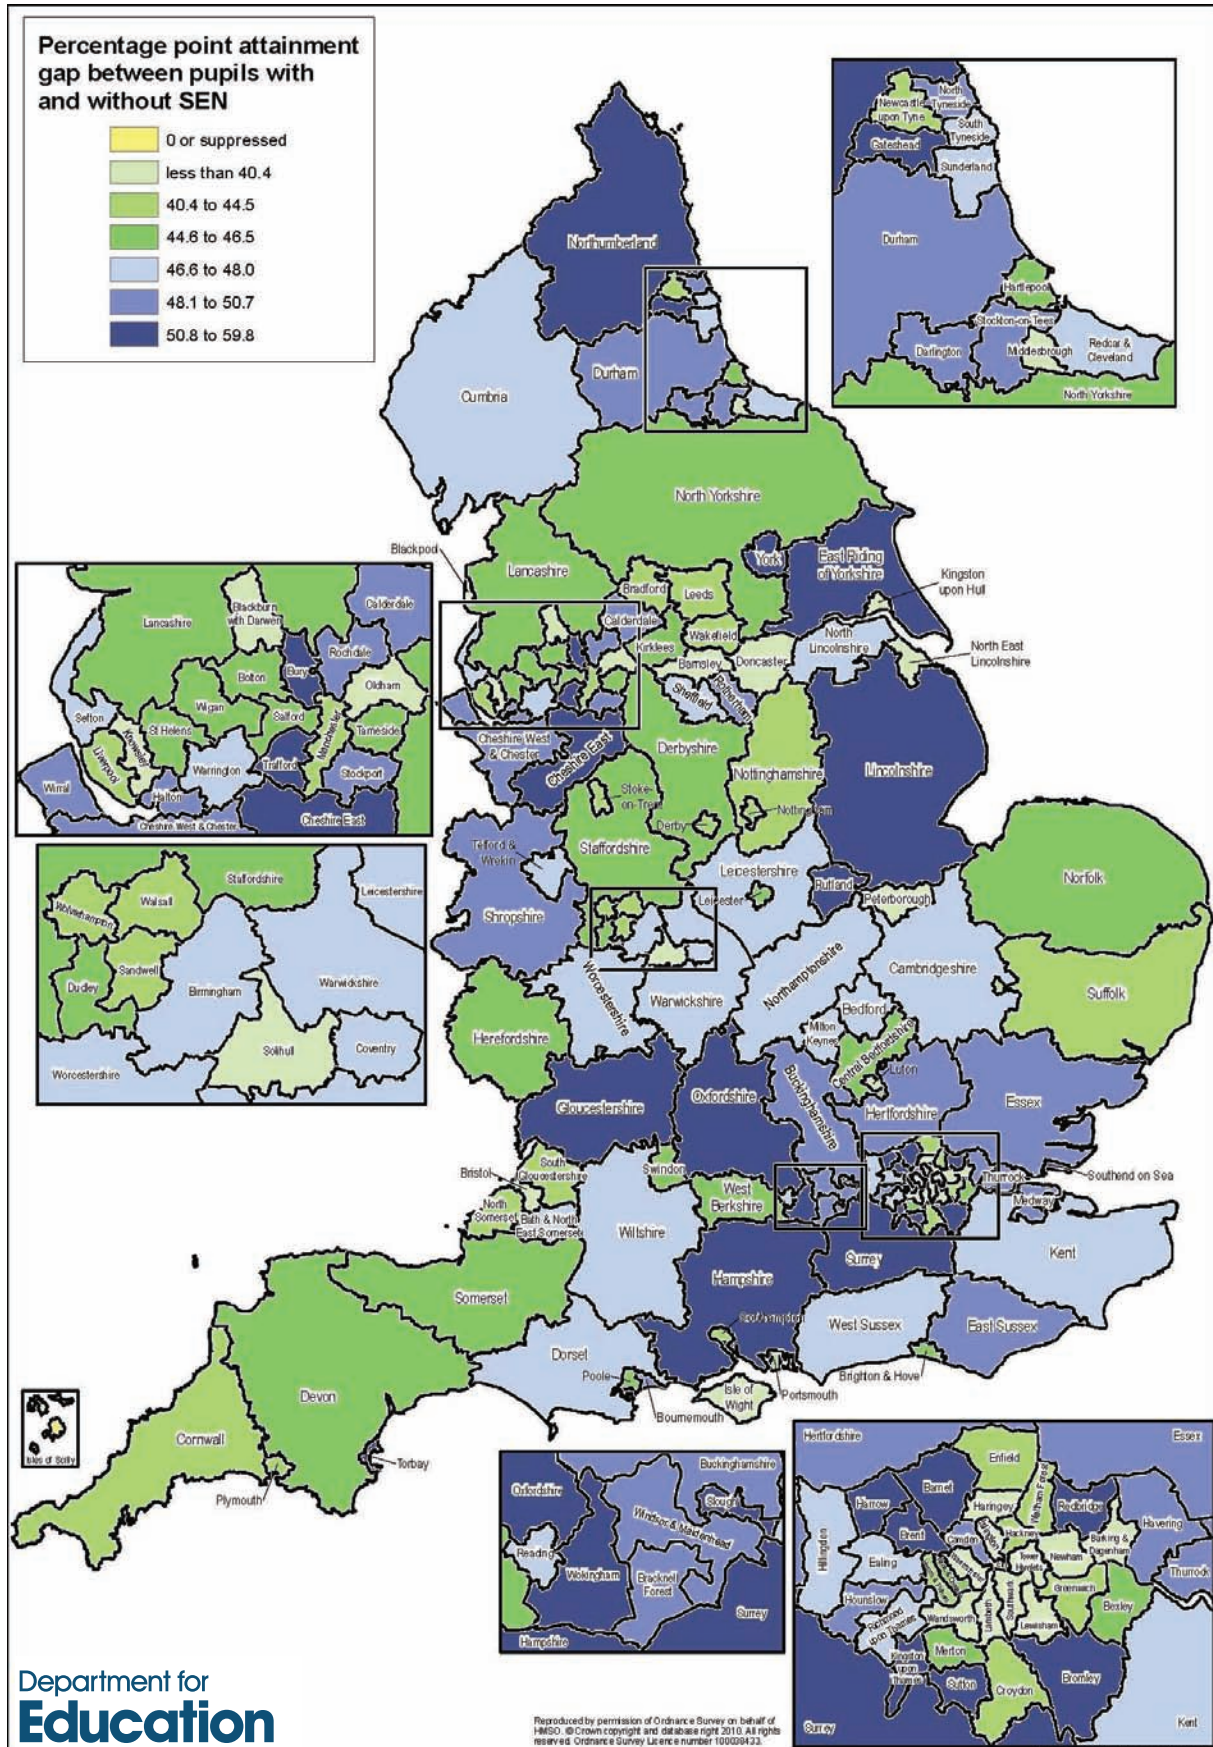 Percentage point attainment
gap between pupils with
and without SEN
0 or suppressed
less than 40.4
40.4 to 44.5
44.6 to 46.5
46.6 to 48.0
48.1 to 50.7
50.8 to 59.8
Newcastle
upon Tyne
North
Tyneside
South
Tyneside
Gateshead
Sunderland
Durham
Hartlepool
Stockton-on-Tees
Darlington
Middlesbrough
Redcar &
Cleveland
North Yorkshire
Northumberland
Cumbria
Durham
North Yorkshire
Blackpool
Lancashire
York
East Riding
of Yorkshire
Kingston
upon Hull
Bradford
Leeds
Calderdale
Kirklees
Wakefield
Barnsley
Doncaster
North
Lincolnshire
North East
Lincolnshire
Sheffield
Rotherham
Cheshire West
& Chester
Cheshire East
Derbyshire
Nottinghamshire
Lincolnshire
Stoke-
on-Trent
Derby
Nottingham
Staffordshire
Telford &
Wrekin
Shropshire
Leicestershire
Leicester
Rutland
Peterborough
Norfolk
Suffolk
Cambridgeshire
Northamptonshire
Worcestershire
Warwickshire
Herefordshire
Bedford
Milton
Keynes
Central Bedfordshire
Luton
Buckinghamshire
Hertfordshire
Essex
Gloucestershire
Oxfordshire
Bristol
South
Gloucestershire
Swindon
West
Berkshire
North
Somerset
Bath & North
East Somerset
Wiltshire
Thurrock
Southend on Sea
Medway
Kent
Surrey
Hampshire
Somerset
Southampton
West Sussex
East Sussex
Dorset
Poole
Brighton & Hove
Portsmouth
Isle of
Wight
Bournemouth
Devon
Cornwall
Torbay
Plymouth
Isles of Scilly
Lancashire
Blackburn
with Darwen
Calderdale
Rochdale
Bury
Bolton
Oldham
Wigan
Sefton
Salford
St Helens
Knowsley
Liverpool
Manchester
Tameside
Warrington
Trafford
Stockport
Wirral
Halton
Cheshire West & Chester
Cheshire East
Staffordshire
Leicestershire
Walsall
Wolverhampton
Sandwell
Dudley
Birmingham
Warwickshire
Solihull
Coventry
Worcestershire
Buckinghamshire
Oxfordshire
Slough
Windsor & Maidenhead
Reading
Wokingham
Bracknell
Forest
Surrey
Hampshire
Hertfordshire
Essex
Enfield
Barnet
Harrow
Haringey
Waltham Forest
Redbridge
Havering
Hillingdon
Brent
Camden
Islington
Hackney
Barking &
Dagenham
Ealing
Westminster
Tower
Hamlets
Newham
Thurrock
Hounslow
Greenwich
Bexley
Richmond
upon Thames
Wandsworth
Lambeth
Southwark
Lewisham
Merton
Kingston
upon
Thames
Sutton
Croydon
Bromley
Surrey
Kent
Department for
Education
Reproduced by permission of Ordnance Survey on behalf of
HMSO. © Crown copyright and database right 2010. All rights
reserved. Ordnance Survey Licence number 100038433.